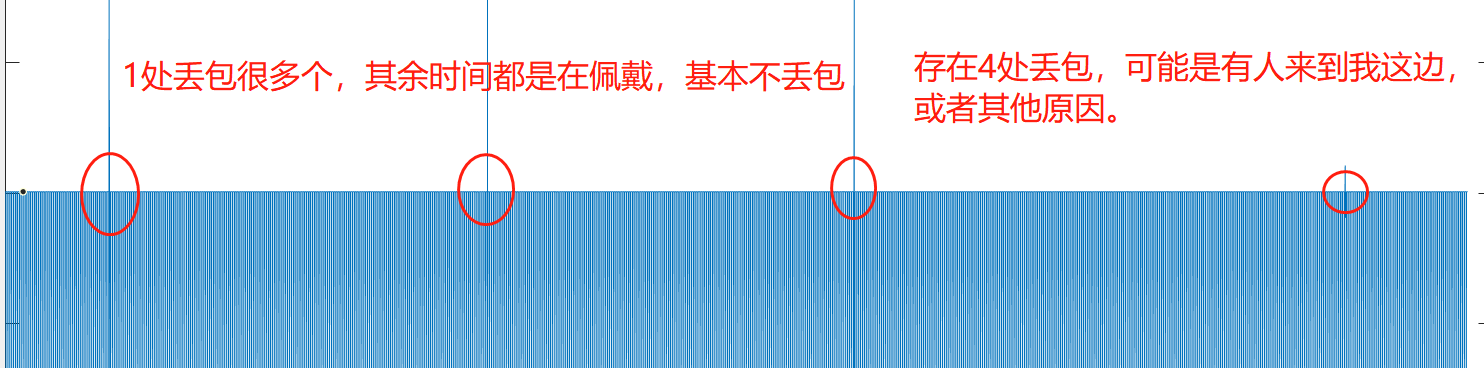 1处丢包很多个，其余时间都是在佩戴，基本不丢包
存在4处丢包，可能是有人来到我这边，
或者其他原因。